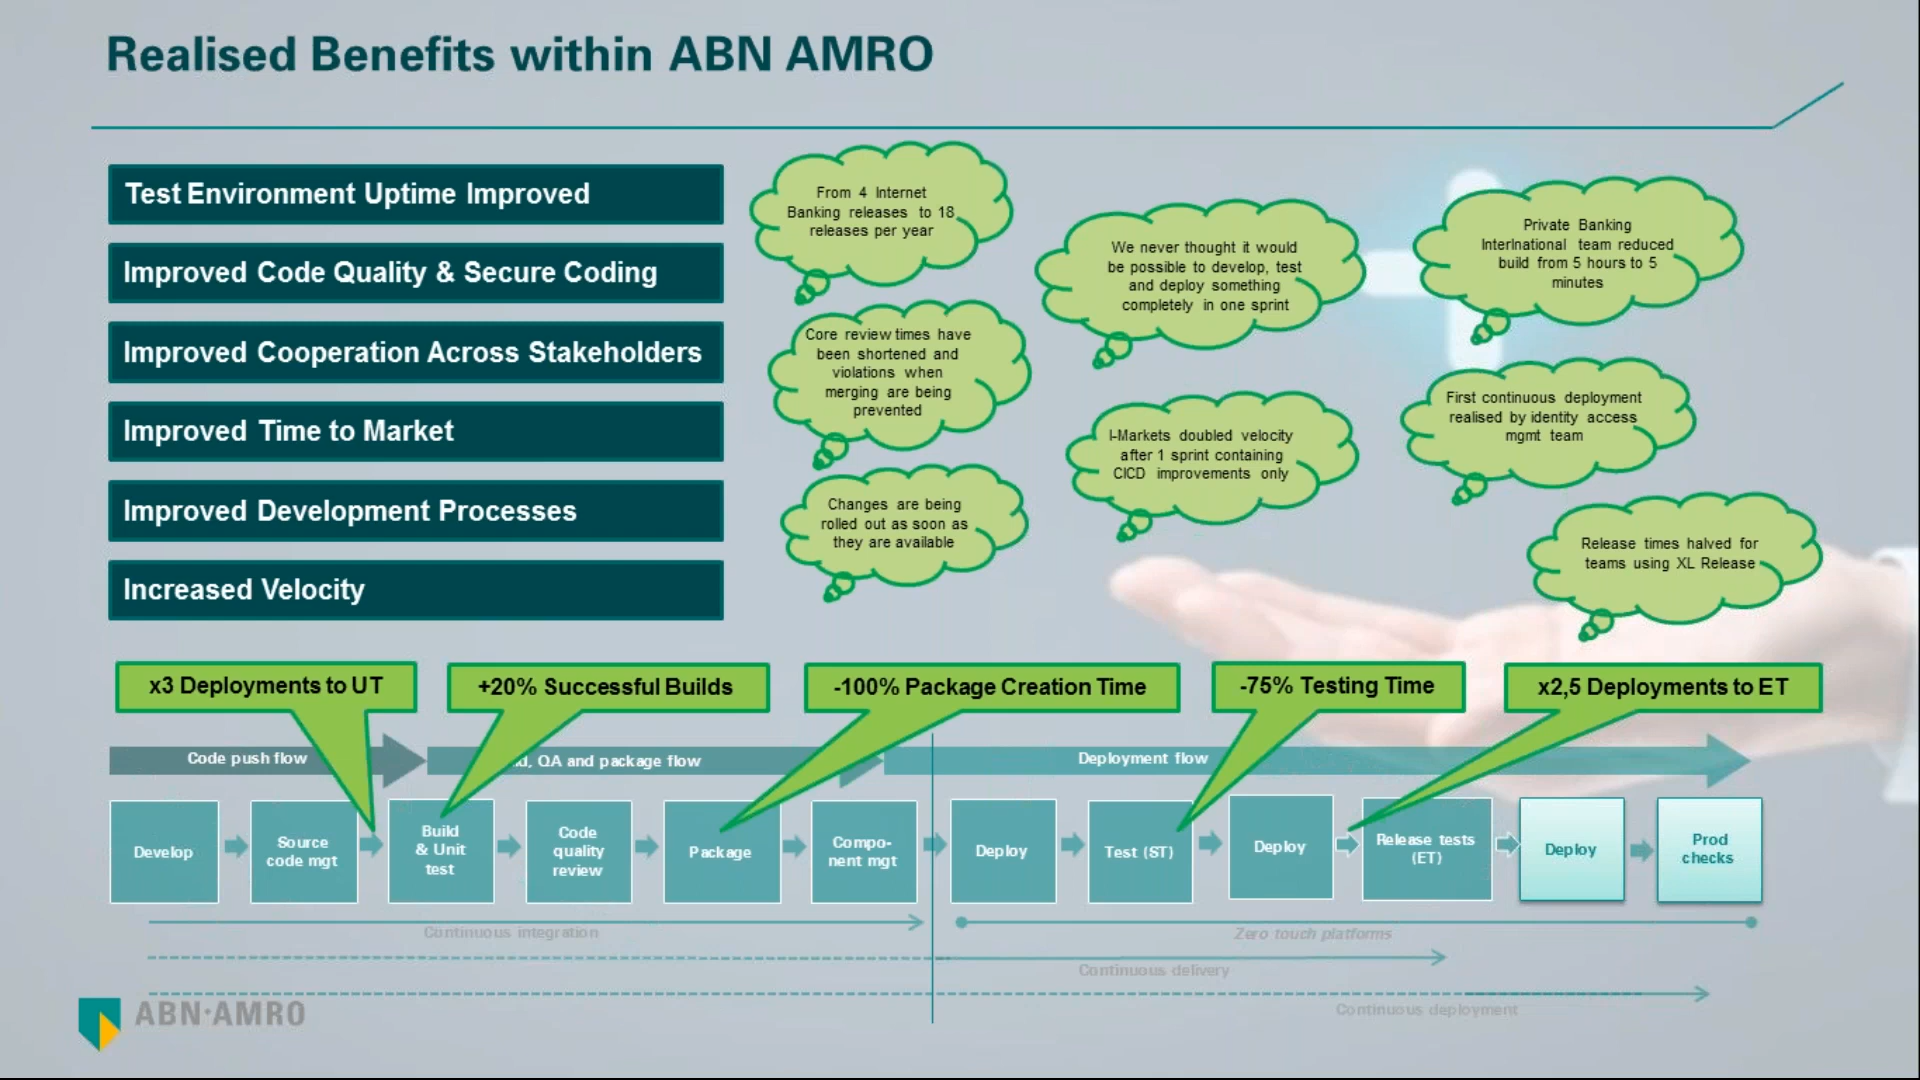 Realised Benefits within ABN AMRO
Test Environment Uptime Improved
Improved Code Quality & Secure Coding
Improved Cooperation Across Stakeholders
Improved Time to Market
Improved Development Processes
Increased Velocity
From 4 Internet
Banking releases to 18
releases per year
Core review times have
been shortened and
violations when
merging are being
prevented
Changes are being
rolled out as soon as
they are available
We never thought it would
be possible to develop, test
and deploy something
completely in one sprint
I-Markets doubled velocity
after 1 sprint containing
CICD improvements only
Private Banking
InterInational team reduced
build from 5 hours to 5
minutes
First continuous deployment
realised by identity access
mgmt team
Release times halved for
teams using XL Release
x3 Deployments to UT
+20% Successful Builds
-100% Package Creation Time
-75% Testing Time
x2,5 Deployments to ET
Code push flow
QA and package flow
Deployment flow
Develop
Source
code mgt
Build
& Unit
test
Code
quality
review
Package
Compo-
nent mgt
Deploy
Test (ST)
Deploy
Release tests
(ET)
Deploy
Prod
checks
Continuous integration
Zero touch platforms
Continuous delivery
Continuous deployment
ABN·AMRO